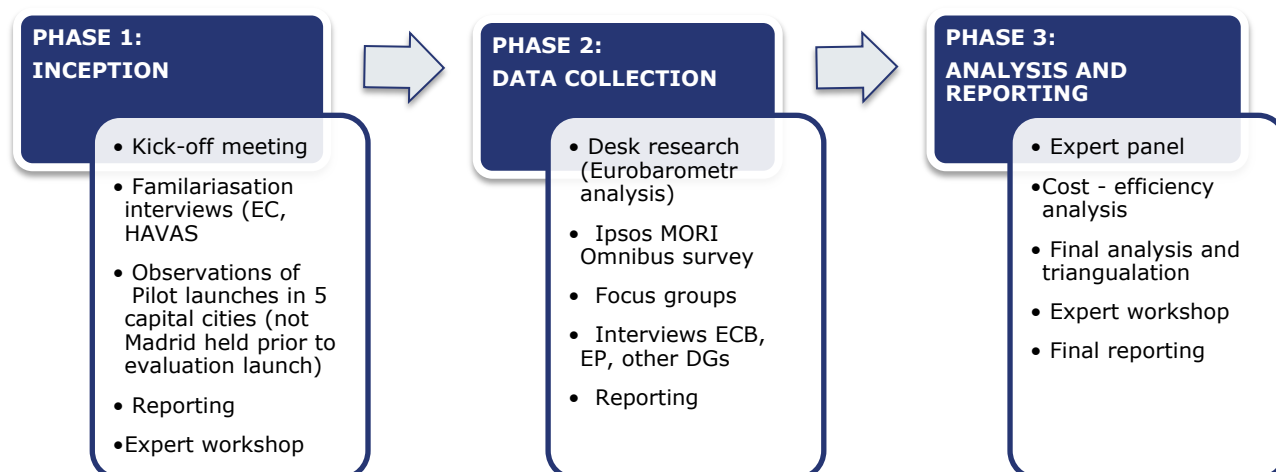 PHASE 1:
INCEPTION
• Kick-off meeting
• Familariasation
interviews (EC,
HAVAS
• Observations of
Pilot launches in 5
capital cities (not
Madrid held prior to
evaluation launch)
• Reporting
•Expert workshop
PHASE 2:
DATA COLLECTION
• Desk research
(Eurobarometr
analysis)
• Ipsos MORI
Omnibus survey
• Focus groups
• Interviews ECB,
EP, other DGs
• Reporting
PHASE 3:
ANALYSIS AND
REPORTING
• Expert panel
•Cost - efficiency
analysis
• Final analysis and
triangualation
• Expert workshop
• Final reporting